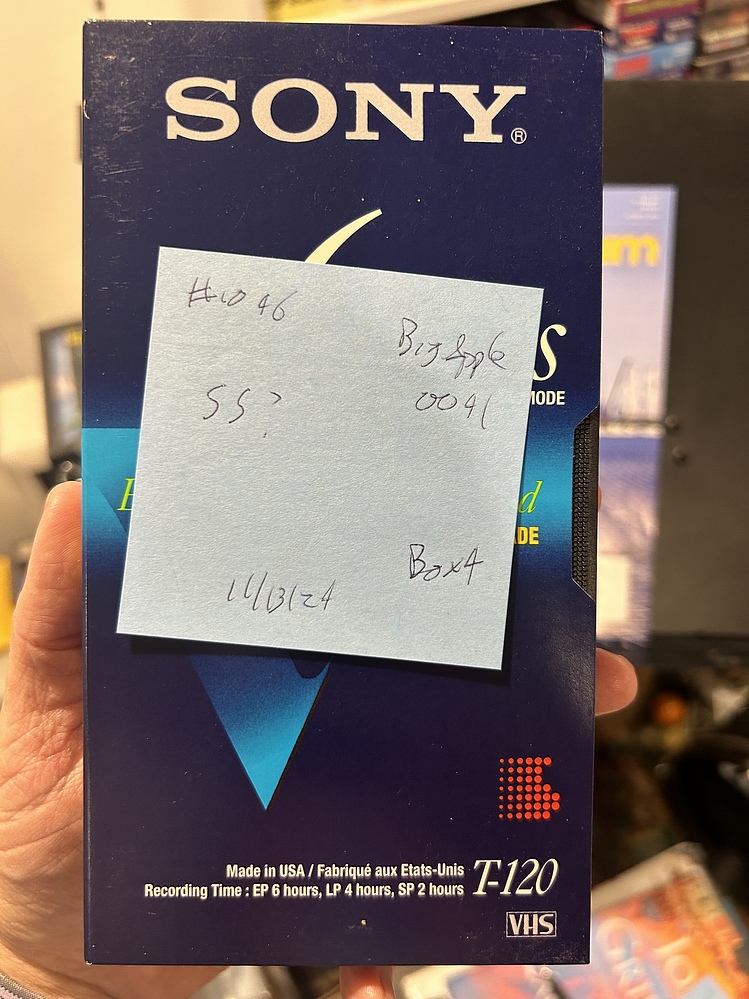 SONY®
#1046
Big Apple
0041
S
MODE
SS?
d
Box 4
11/13/24
Made in USA / Fabriqué aux Etats-Unis
Recording Time : EP 6 hours, LP 4 hours, SP 2 hours
T-120
VHS